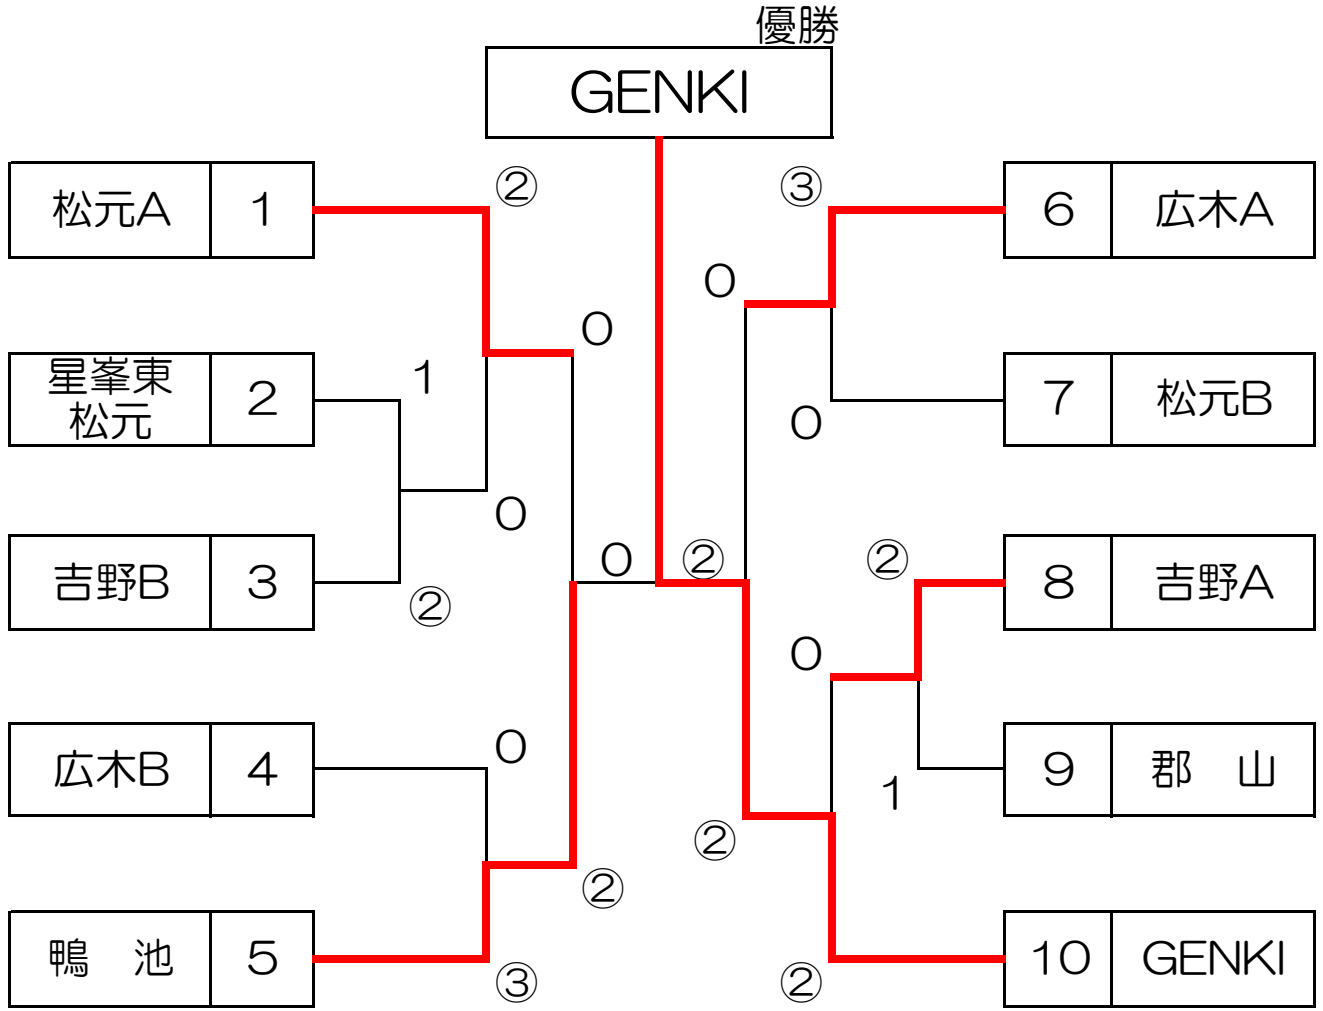 優勝
GENKI
松元A 1
② ③
6 広木A
0
0
星峯東
松元
2
1
7 松元B
0
0
吉野B 3
0 ② ②
8 吉野A
②
0
広木B 4
0
1
9 郡 山
②
②
鴨 池 5
③ ②
10 GENKI